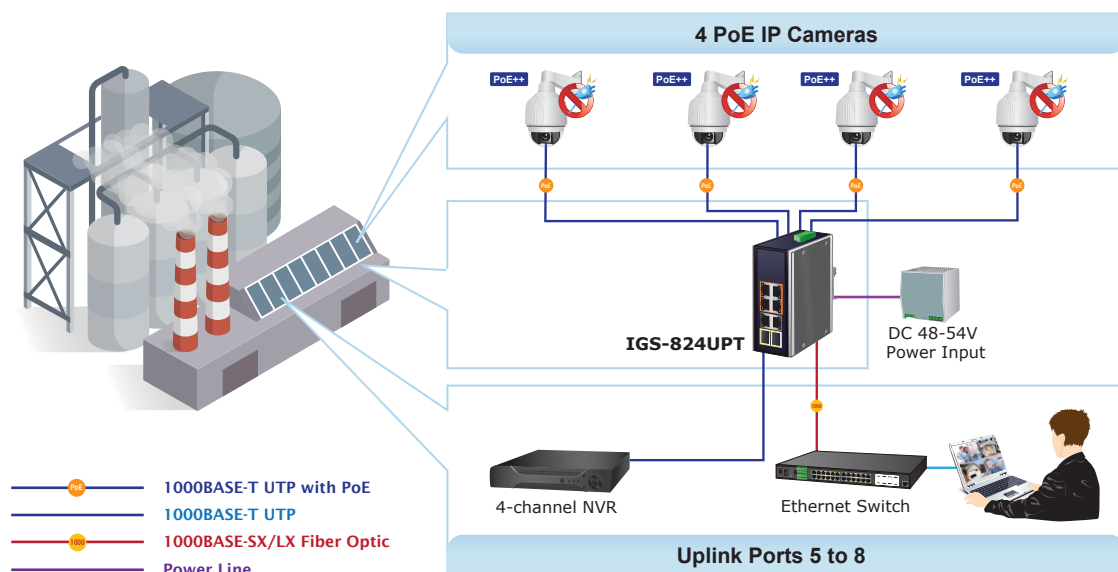 4 PoE IP Cameras
PoE++
PoE++
PoE++
PoE++
PoE
PoE
PoE
PoE
IGS-824UPT
DC 48-54V
Power Input
1000
4-channel NVR
Ethernet Switch
PoE
1000BASE-T UTP with PoE
1000BASE-T UTP
1000
1000BASE-SX/LX Fiber Optic
Power Line
Uplink Ports 5 to 8